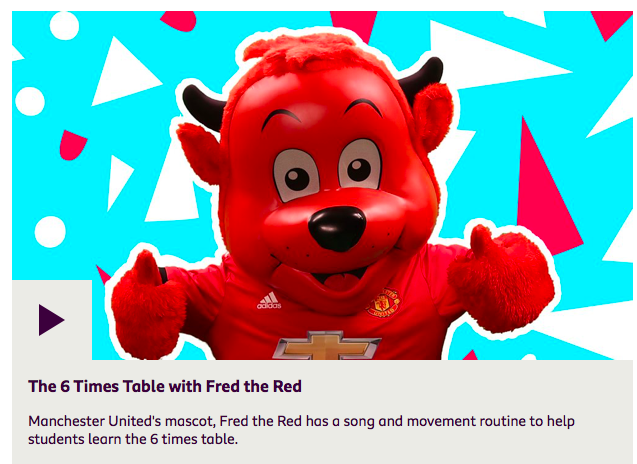 adidas
The 6 Times Table with Fred the Red
Manchester United's mascot, Fred the Red has a song and movement routine to help
students learn the 6 times table.